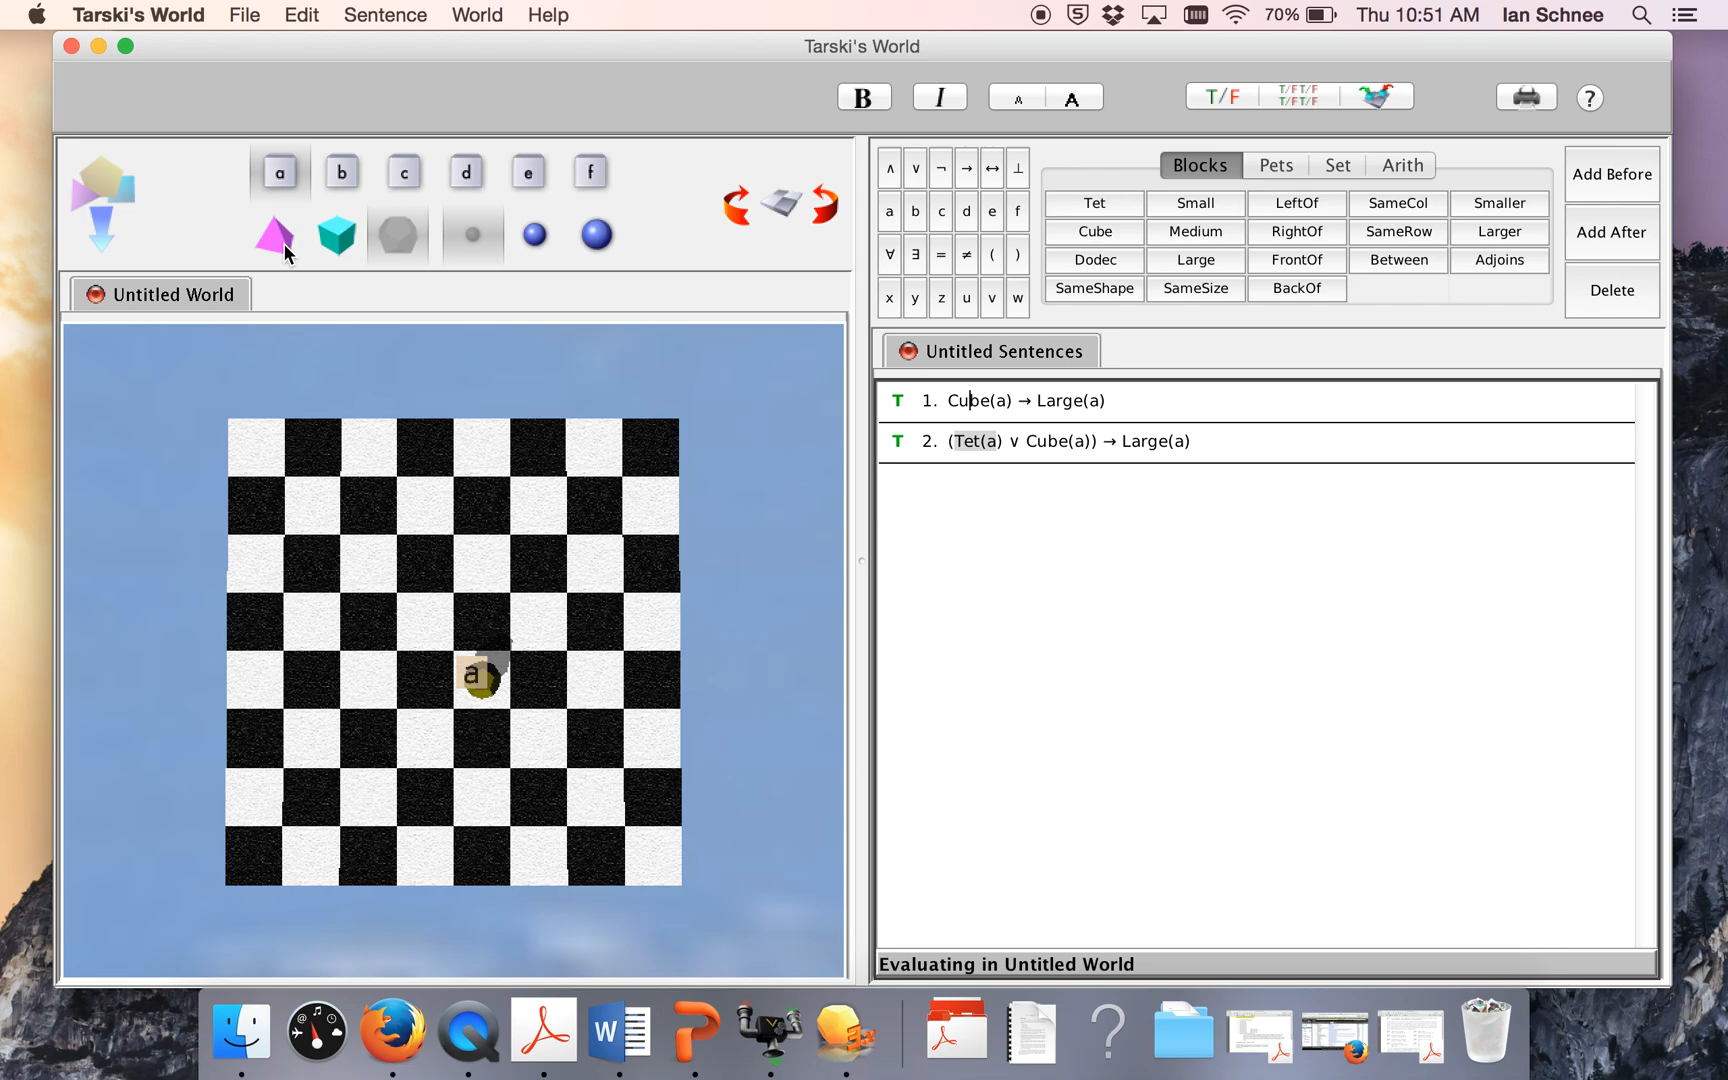 Tarski's World File Edit Sentence World Help 70% Thu 10:51 AM Ian Schnee
Tarski's World
B I A A T/F T/FT/F ?
T/FT/F
a b c d e f
Untitled World
a
∧ ∨ ¬ → ↔ ⊥
a b c d e f
∀ ∃ = ≠ ( )
x y z u v w
Blocks Pets Set Arith
Tet Small LeftOf SameCol Smaller
Cube Medium RightOf SameRow Larger
Dodec Large FrontOf Between Adjoins
SameShape SameSize BackOf
Add Before
Add After
Delete
Untitled Sentences
T 1. Cube(a) → Large(a)
T 2. (Tet(a) ∨ Cube(a)) → Large(a)
Evaluating in Untitled World